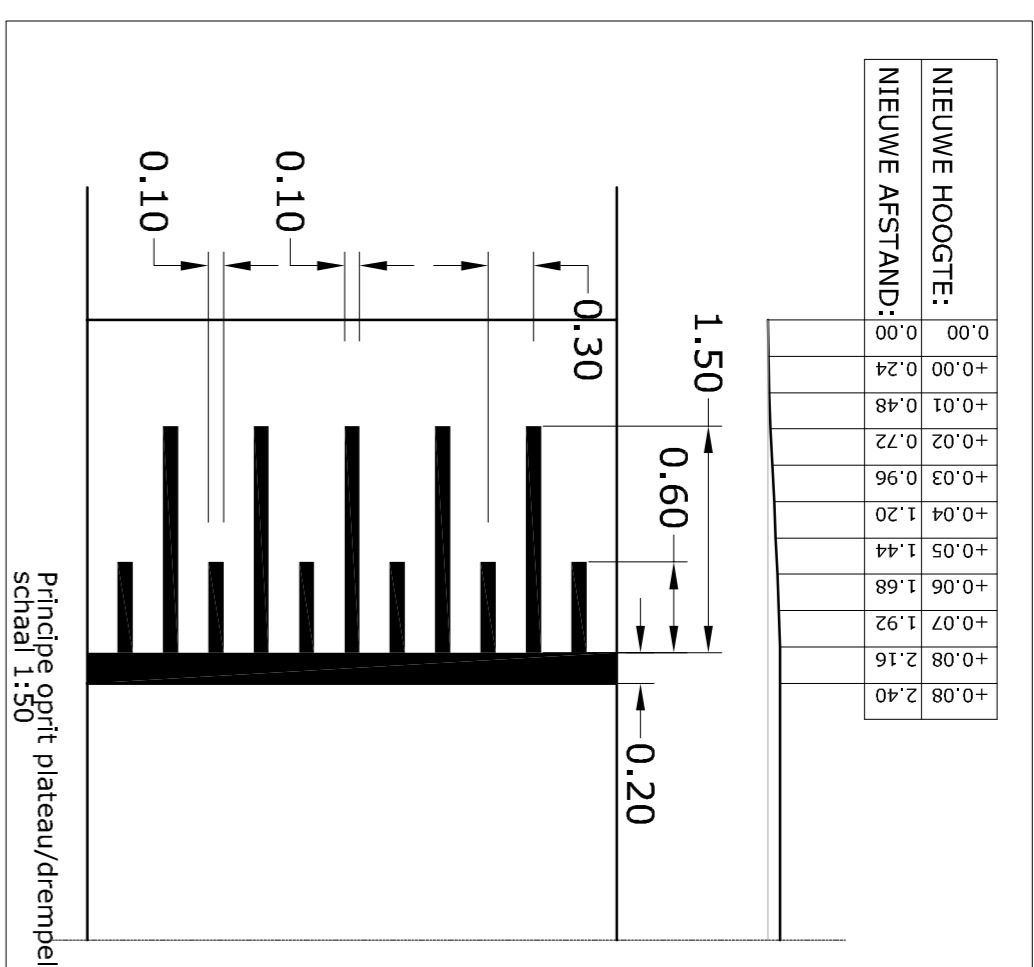 NIEUWE HOOGTE: 0.00 +0.00 +0.01 +0.02 +0.03 +0.04 +0.05 +0.06 +0.07 +0.08 +0.08
NIEUWE AFSTAND: 0.00 0.24 0.48 0.72 0.96 1.20 1.44 1.68 1.92 2.16 2.40
1.50
0.60
0.20
0.30
0.10
0.10
Principe oprit plateau/drempel
schaal 1:50